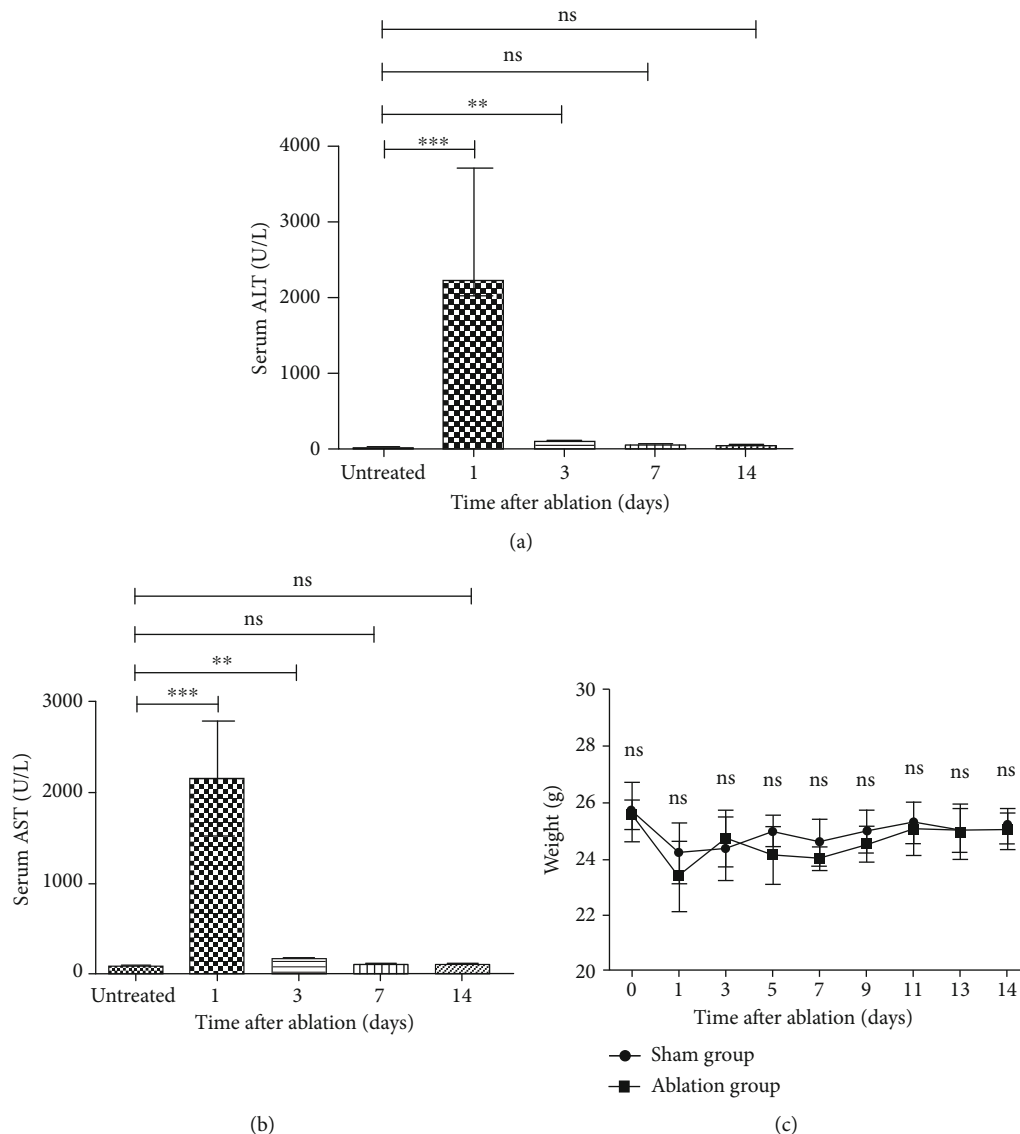 ns
ns
**
***
4000
3000
2000
1000
0
Serum ALT (U/L)
Untreated 1 3 7 14
Time after ablation (days)
(a)
ns
ns
**
***
3000
2000
1000
0
Serum AST (U/L)
Untreated 1 3 7 14
Time after ablation (days)
(b)
30
28
26
24
22
20
Weight (g)
ns ns ns ns ns ns ns ns ns
0 1 3 5 7 9 11 13 14
Time after ablation (days)
Sham group
Ablation group
(c)